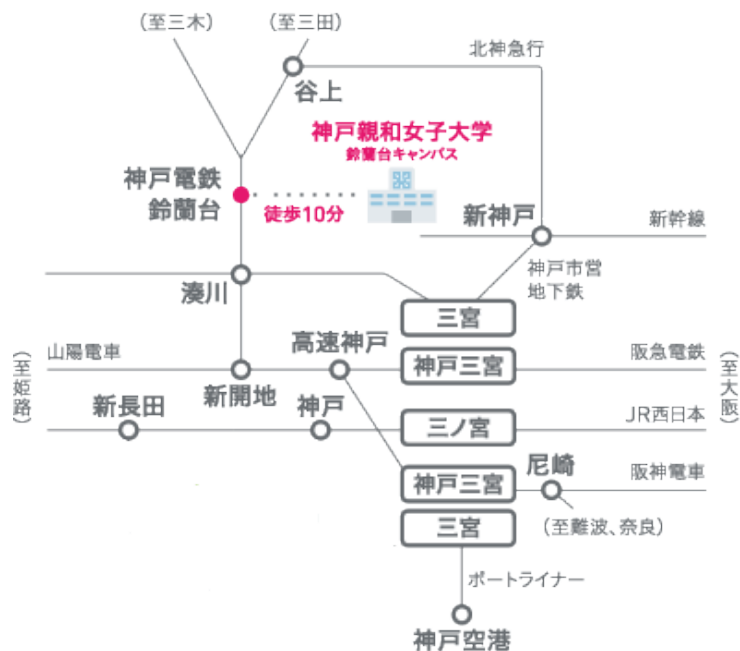 (至三木)
(至三田)
北神急行
谷上
神戸親和女子大学
鈴蘭台キャンパス
神戸電鉄
鈴蘭台
徒歩10分
新神戸
新幹線
神戸市営
地下鉄
湊川
三宮
高速神戸
山陽電車
神戸三宮
阪急電鉄
(至姫路)
(至大阪)
新開地
新長田
神戸
三ノ宮
JR西日本
尼崎
神戸三宮
阪神電車
三宮
(至難波、奈良)
ポートライナー
神戸空港